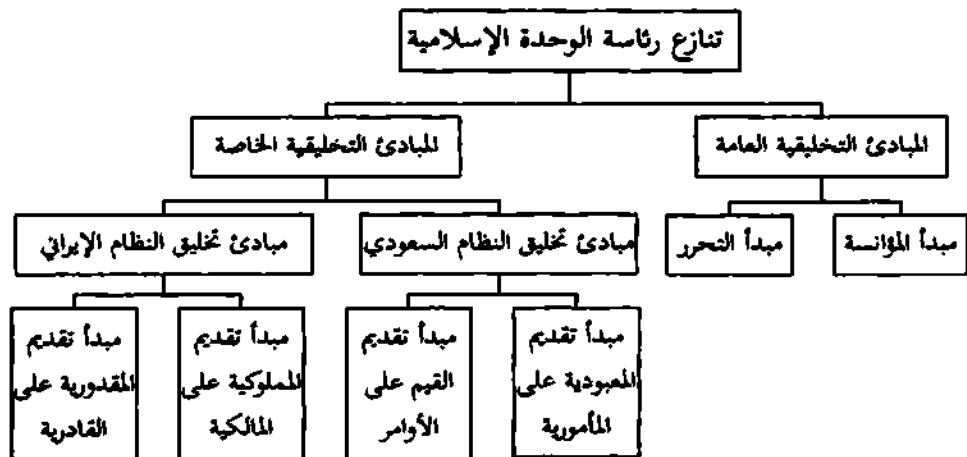 تنازع رئاسة الوحدة الإسلامية
المبادئ التخليقية العامة
المبادئ التخليقية الخاصة
مبدأ المؤانسة
مبدأ التحرر
مبادئ تخليق النظام السعودي
مبادئ تخليق النظام الإيراني
مبدأ تقديم
المعبودية على
المأمورية
مبدأ تقديم
القيم على
الأوامر
مبدأ تقديم
المملوكية على
المالكية
مبدأ تقديم
المقدورية على
القادرية